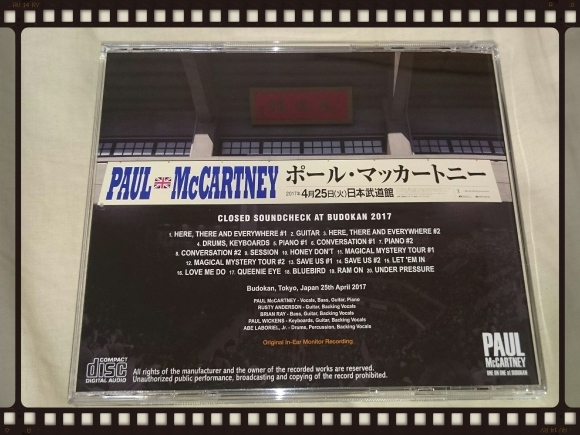 PAUL McCARTNEY ポール・マッカートニー
2017年 4月25日(火)日本武道館
CLOSED SOUNDCHECK AT BUDOKAN 2017
1. HERE, THERE AND EVERYWHERE #1 2. GUITAR 3. HERE, THERE AND EVERYWHERE #2
4. DRUMS, KEYBOARDS 5. PIANO #1 6. CONVERSATION #1 7. PIANO #2
8. CONVERSATION #2 9. SESSION 10. HONEY DON'T 11. MAGICAL MYSTERY TOUR #1
12. MAGICAL MYSTERY TOUR #2 13. SAVE US #1 14. SAVE US #2 15. LET 'EM IN
16. LOVE ME DO 17. QUEENIE EYE 18. BLUEBIRD 19. RAM ON 20. UNDER PRESSURE
Budokan, Tokyo, Japan 25th April 2017
PAUL McCARTNEY - Vocals, Bass, Guitar, Piano
RUSTY ANDERSON - Guitar, Backing Vocals
BRIAN RAY - Bass, Guitar, Backing Vocals
PAUL WICKENS - Keyboards, Guitar, Backing Vocals
ABE LABORIEL, Jr. - Drums, Percussion, Backing Vocals
Original In-Ear Monitor Recording
COMPACT
disc
DIGITAL AUDIO
All rights of the manufacturer and the owner of the recorded works are reserved.
Unauthorized public performance, broadcasting and copying of the record prohibited.
PAUL
McCARTNEY
ONE ON ONE at BUDOKAN